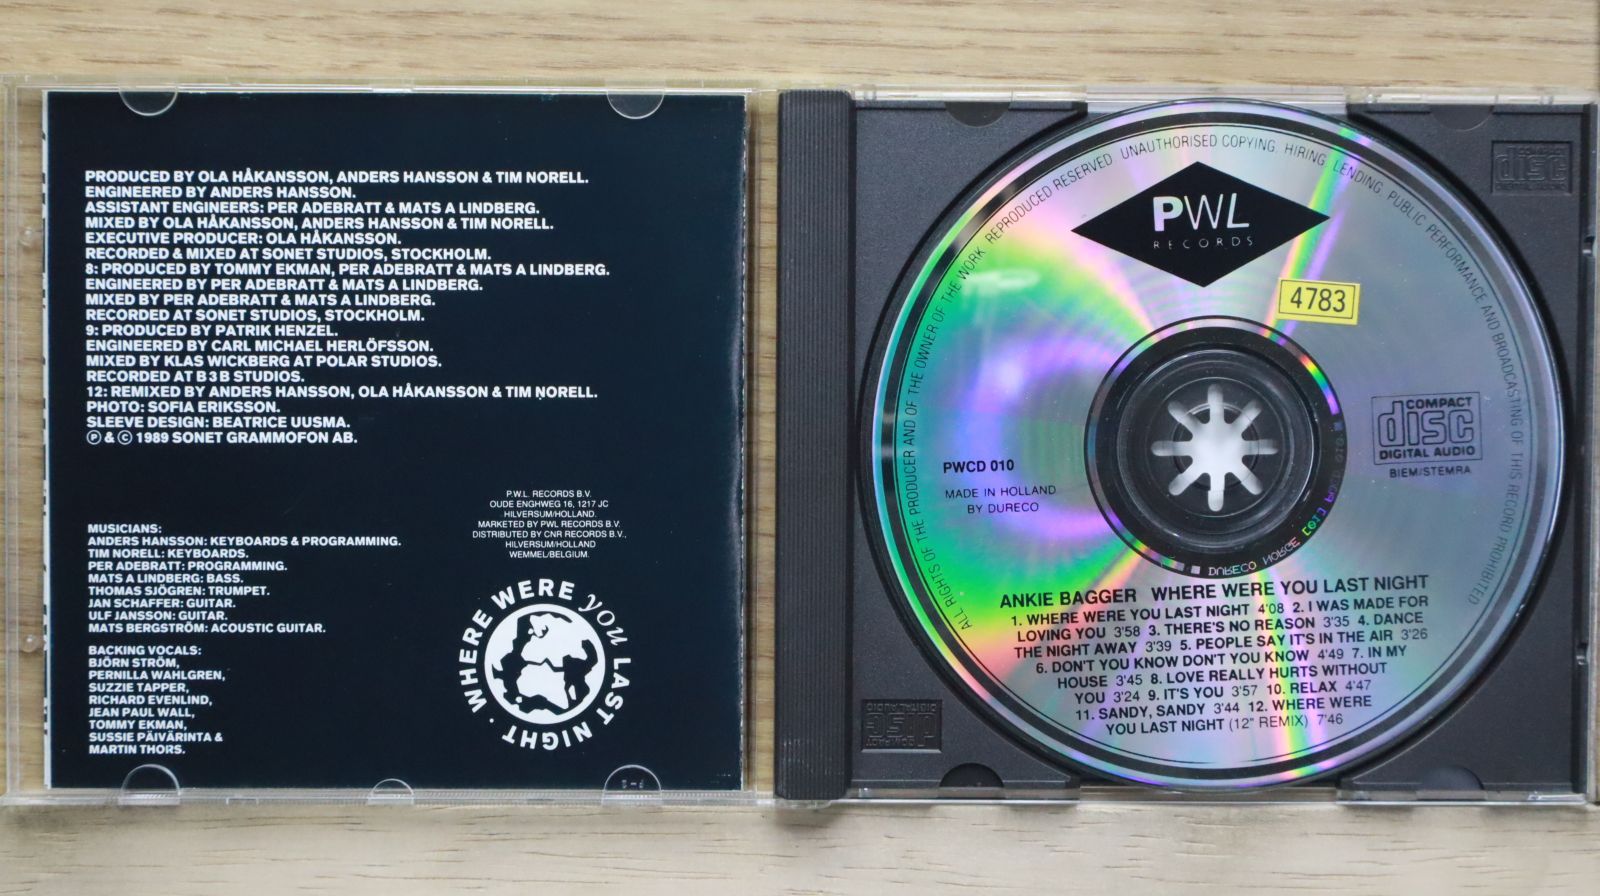 PRODUCED BY OLA HÅKANSSON, ANDERS HANSSON & TIM NORELL.
ENGINEERED BY ANDERS HANSSON.
ASSISTANT ENGINEERS: PER ADEBRATT & MATS A LINDBERG.
MIXED BY OLA HÅKANSSON, ANDERS HANSSON & TIM NORELL.
EXECUTIVE PRODUCER: OLA HÅKANSSON.
RECORDED & MIXED AT SONET STUDIOS, STOCKHOLM.
8: PRODUCED BY TOMMY EKMAN, PER ADEBRATT & MATS A LINDBERG.
ENGINEERED BY PER ADEBRATT & MATS A LINDBERG.
MIXED BY PER ADEBRATT & MATS A LINDBERG.
RECORDED AT SONET STUDIOS, STOCKHOLM.
9: PRODUCED BY PATRIK HENZEL.
ENGINEERED BY CARL MICHAEL HERLÖFSSON.
MIXED BY KLAS WICKBERG AT POLAR STUDIOS.
RECORDED AT B3B STUDIOS.
12: REMIXED BY ANDERS HANSSON, OLA HÅKANSSON & TIM NORELL.
PHOTO: SOFIA ERIKSSON.
SLEEVE DESIGN: BEATRICE UUSMA.
℗ & © 1989 SONET GRAMMOFON AB.
MUSICIANS:
ANDERS HANSSON: KEYBOARDS & PROGRAMMING.
TIM NORELL: KEYBOARDS.
PER ADEBRATT: PROGRAMMING.
MATS A LINDBERG: BASS.
THOMAS SJÖGREN: TRUMPET.
JAN SCHAFFER: GUITAR.
ULF JANSSON: GUITAR.
MATS BERGSTRÖM: ACOUSTIC GUITAR.
BACKING VOCALS:
BJÖRN STRÖM,
PERNILLA WAHLGREN,
SUZZIE TAPPER,
RICHARD EVENLIND,
JEAN PAUL WALL,
TOMMY EKMAN,
SUSSIE PÄIVÄRINTA &
MARTIN THORS.
P.W.L. RECORDS B.V.
OUDE ENGHWEG 16, 1217 JC
HILVERSUM/HOLLAND.
MARKETED BY PWL RECORDS B.V.
DISTRIBUTED BY CNR RECORDS B.V.,
HILVERSUM/HOLLAND
WEMMEL/BELGIUM.
WHERE WERE you LAST NIGHT ·
ALL RIGHTS OF THE PRODUCER AND OF THE OWNER OF THE WORK REPRODUCED RESERVED. UNAUTHORISED COPYING, HIRING, LENDING, PUBLIC PERFORMANCE AND BROADCASTING OF THIS RECORD PROHIBITED
PWL
RECORDS
4783
COMPACT
disc
DIGITAL AUDIO
BIEM/STEMRA
PWCD 010
MADE IN HOLLAND
BY DURECO
ANKIE BAGGER WHERE WERE YOU LAST NIGHT
1. WHERE WERE YOU LAST NIGHT 4'08 2. I WAS MADE FOR
LOVING YOU 3'58 3. THERE'S NO REASON 3'35 4. DANCE
THE NIGHT AWAY 3'39 5. PEOPLE SAY IT'S IN THE AIR 3'26
6. DON'T YOU KNOW DON'T YOU KNOW 4'49 7. IN MY
HOUSE 3'45 8. LOVE REALLY HURTS WITHOUT
YOU 3'24 9. IT'S YOU 3'57 10. RELAX 4'47
11. SANDY, SANDY 3'44 12. WHERE WERE
YOU LAST NIGHT (12" REMIX) 7'46
COMPACT
disc
DIGITAL AUDIO
COMPACT
disc
DIGITAL AUDIO